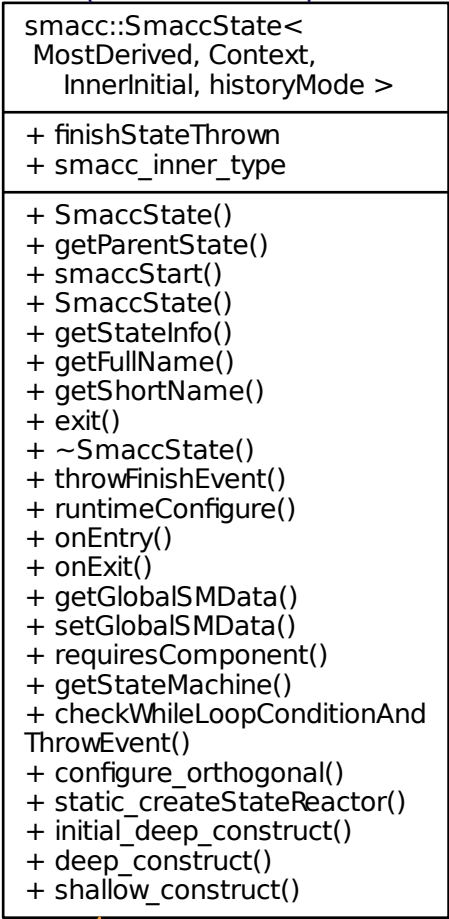 smacc::SmaccState<
MostDerived, Context,
InnerInitial, historyMode >
+ finishStateThrown
+ smacc_inner_type
+ SmaccState()
+ getParentState()
+ smaccStart()
+ SmaccState()
+ getStateInfo()
+ getFullName()
+ getShortName()
+ exit()
+ ~SmaccState()
+ throwFinishEvent()
+ runtimeConfigure()
+ onEntry()
+ onExit()
+ getGlobalSMData()
+ setGlobalSMData()
+ requiresComponent()
+ getStateMachine()
+ checkWhileLoopConditionAnd
ThrowEvent()
+ configure_orthogonal()
+ static_createStateReactor()
+ initial_deep_construct()
+ deep_construct()
+ shallow_construct()